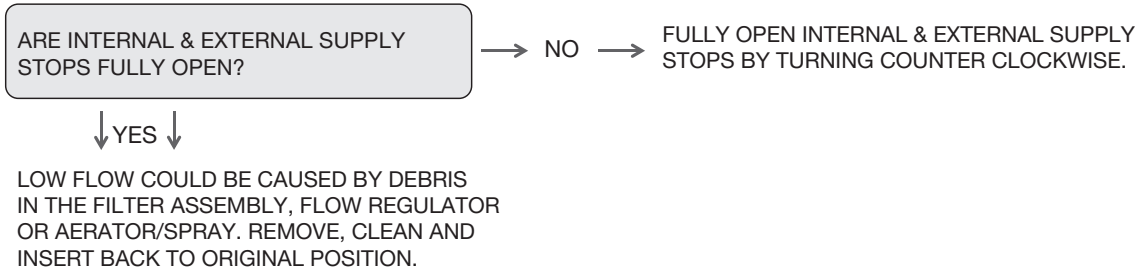 ARE INTERNAL & EXTERNAL SUPPLY
STOPS FULLY OPEN?
NO
FULLY OPEN INTERNAL & EXTERNAL SUPPLY
STOPS BY TURNING COUNTER CLOCKWISE.
YES
LOW FLOW COULD BE CAUSED BY DEBRIS
IN THE FILTER ASSEMBLY, FLOW REGULATOR
OR AERATOR/SPRAY. REMOVE, CLEAN AND
INSERT BACK TO ORIGINAL POSITION.